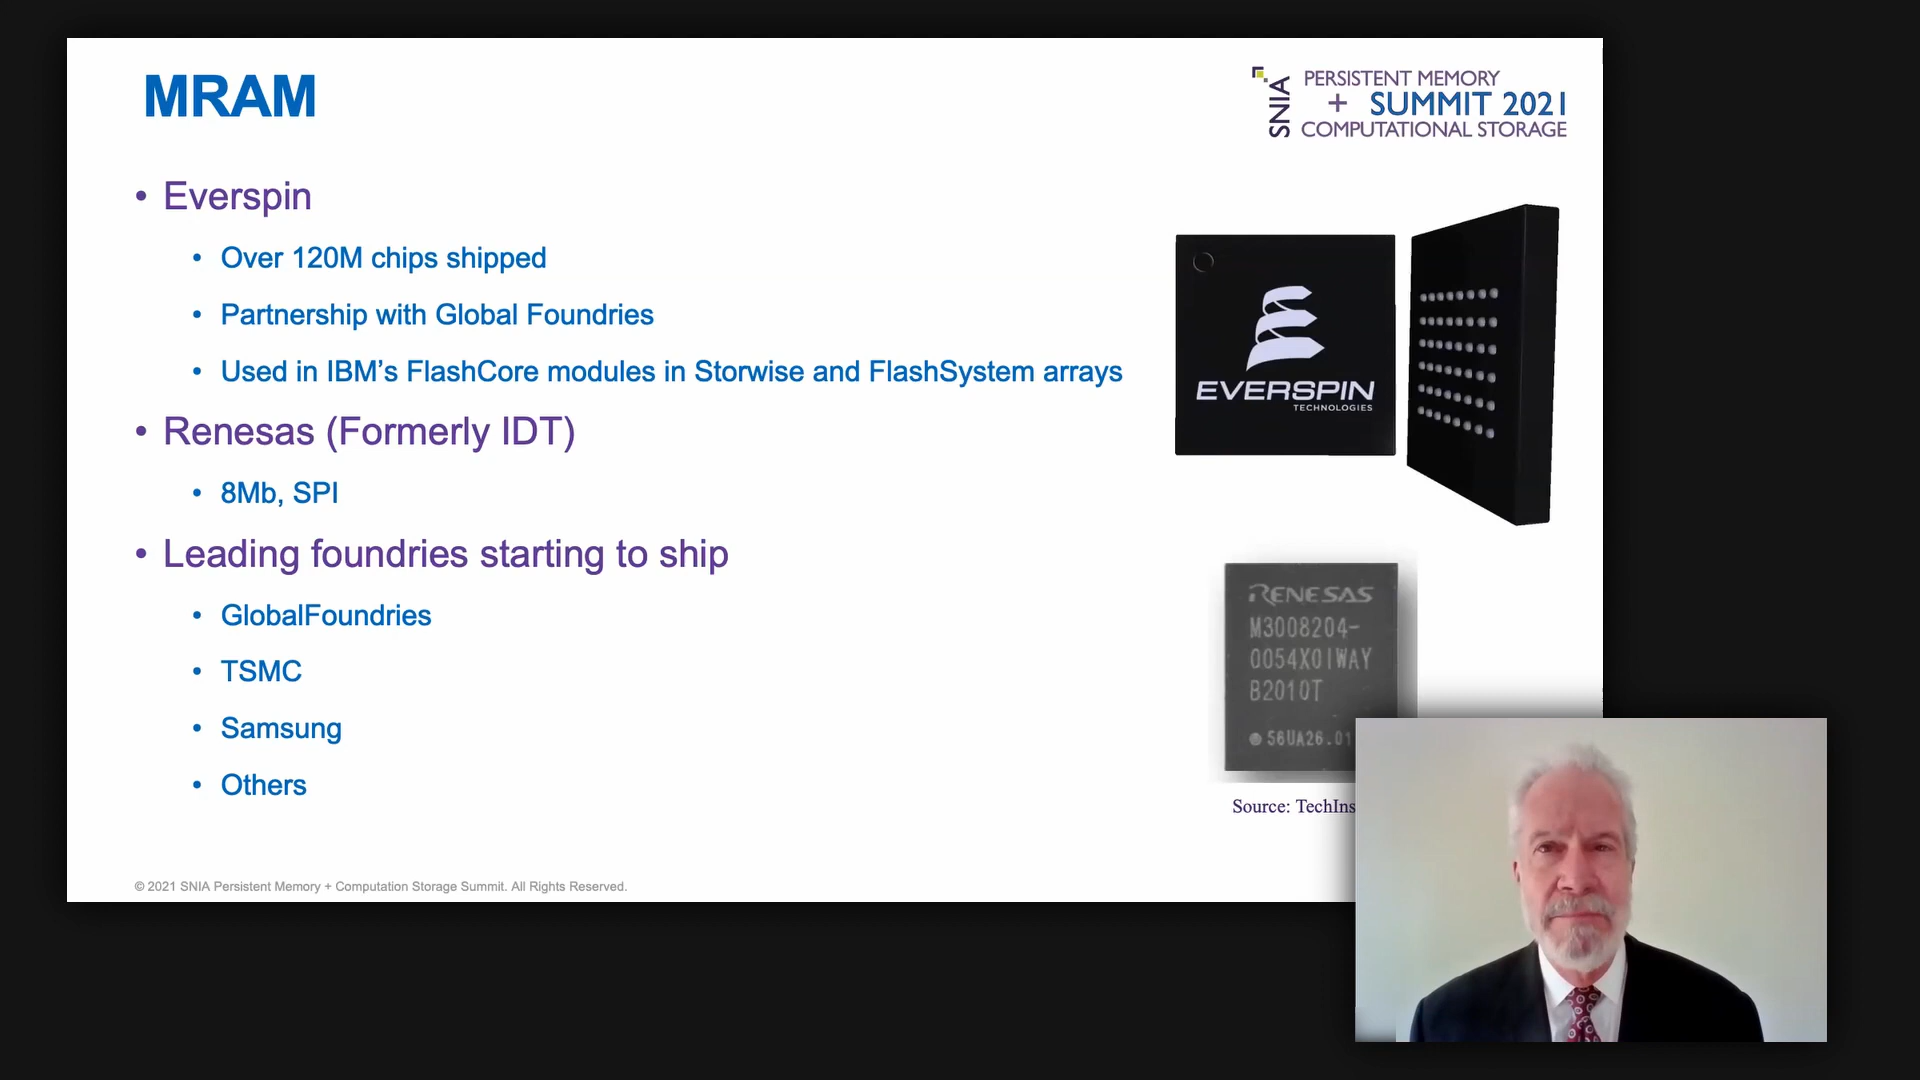 MRAM
SNIA
PERSISTENT MEMORY
+ SUMMIT 2021
COMPUTATIONAL STORAGE
• Everspin
• Over 120M chips shipped
• Partnership with Global Foundries
• Used in IBM’s FlashCore modules in Storwise and FlashSystem arrays
• Renesas (Formerly IDT)
• 8Mb, SPI
• Leading foundries starting to ship
• GlobalFoundries
• TSMC
• Samsung
• Others
EVERSPIN
TECHNOLOGIES
RENESAS
M3008204-
0054X01WAY
B2010T
56UA26.01
Source: TechIns
© 2021 SNIA Persistent Memory + Computation Storage Summit. All Rights Reserved.